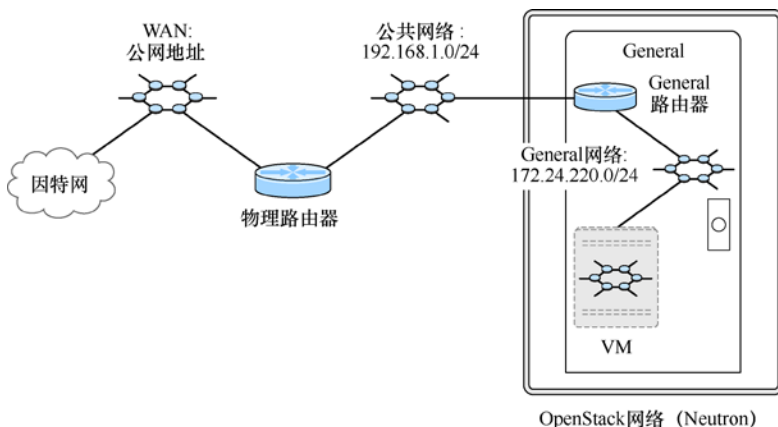 WAN:
公网地址
公共网络:
192.168.1.0/24
General
General
路由器
General网络:
172.24.220.0/24
因特网
物理路由器
VM
OpenStack网络（Neutron）